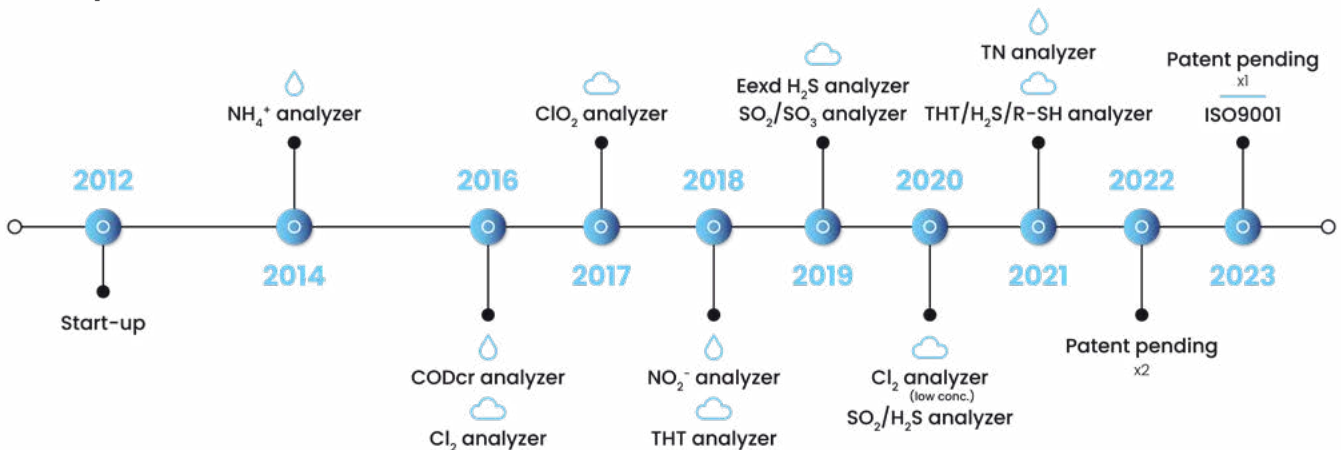 2012
Start-up
NH₄⁺ analyzer
2014
2016
CODcr analyzer
Cl₂ analyzer
ClO₂ analyzer
2017
2018
NO₂⁻ analyzer
THT analyzer
Eexd H₂S analyzer
SO₂/SO₃ analyzer
2019
2020
Cl₂ analyzer
(low conc.)
SO₂/H₂S analyzer
TN analyzer
THT/H₂S/R-SH analyzer
2021
2022
Patent pending
x2
Patent pending
x1
ISO9001
2023